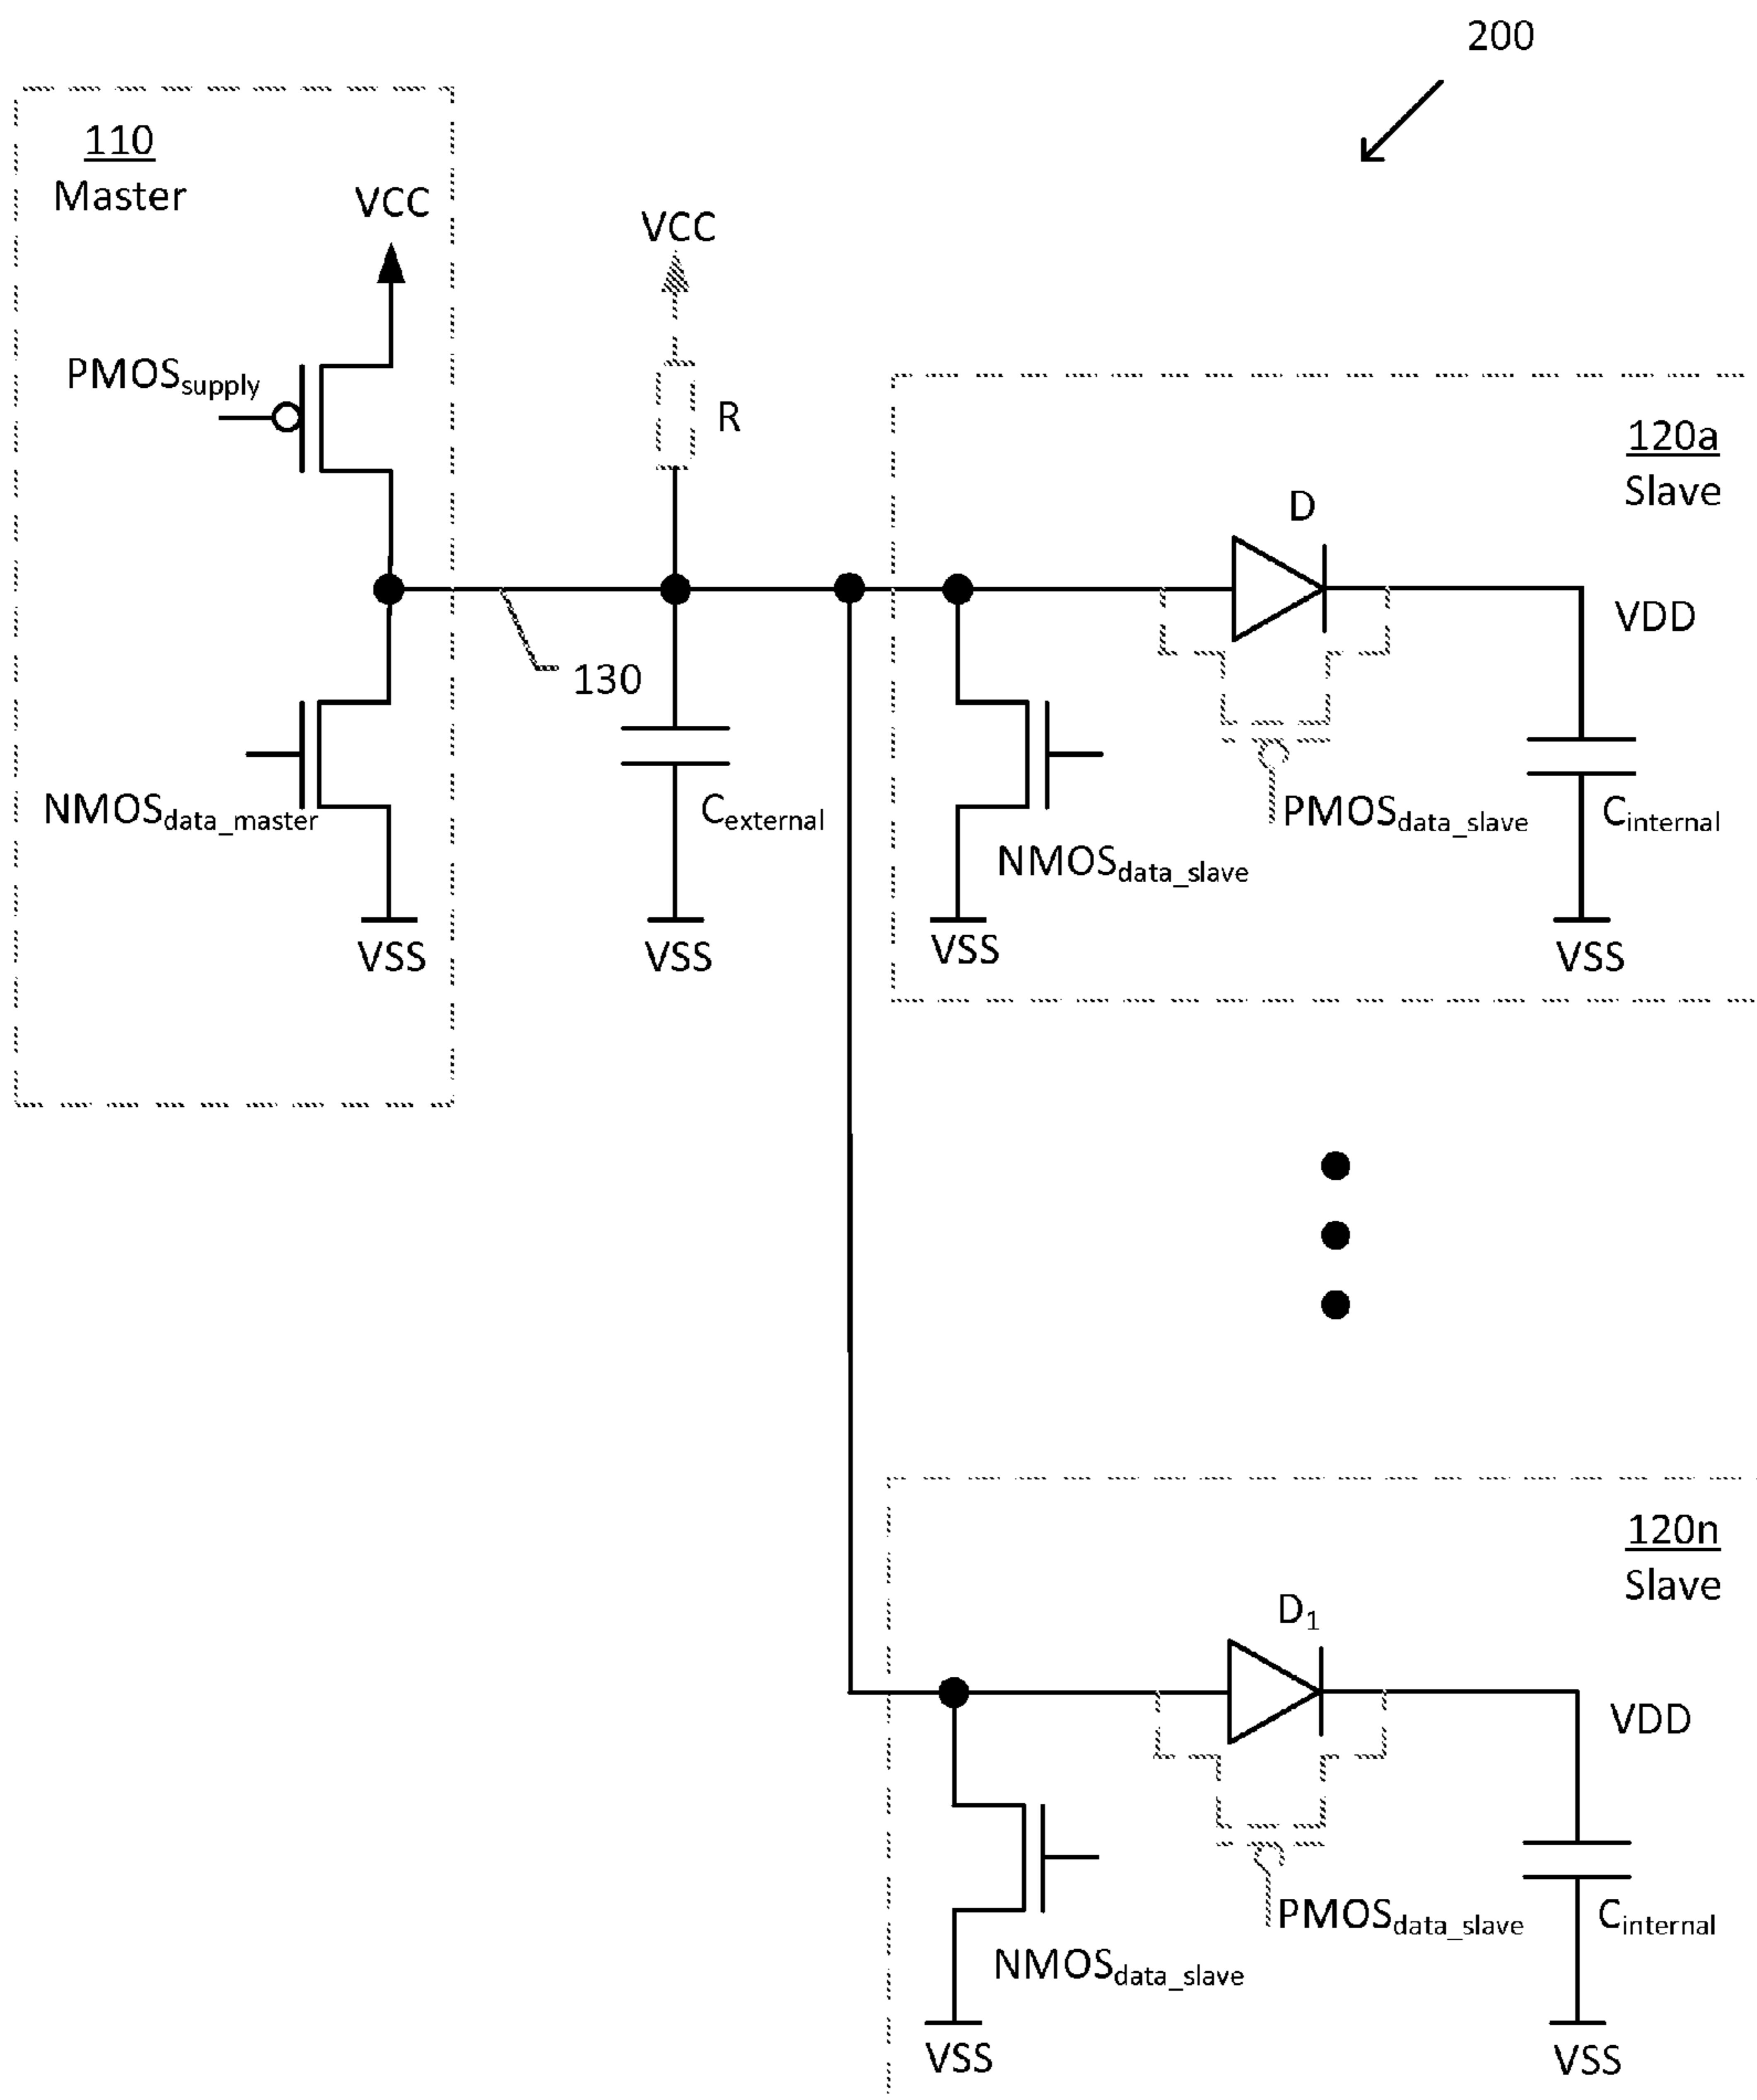 200
110
Master
VCC
VCC
PMOSsupply
R
120a
Slave
D
VDD
130
NMOSdata_master
Cexternal
PMOSdata_slave
Cinternal
NMOSdata_slave
VSS
VSS
VSS
VSS
120n
Slave
D1
VDD
PMOSdata_slave
Cinternal
NMOSdata_slave
VSS
VSS